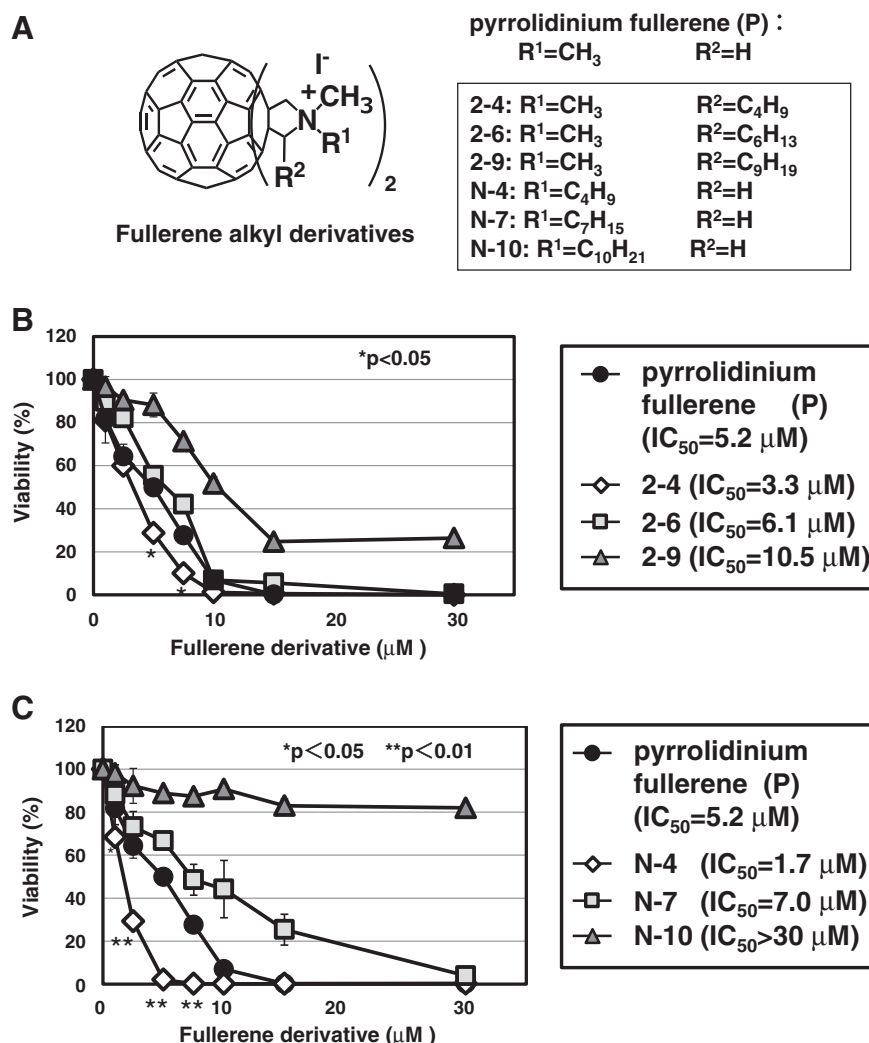 A
I-
+
N
CH3
R1
R2
2
Fullerene alkyl derivatives
pyrrolidinium fullerene (P) :
R1=CH3 R2=H
2-4: R1=CH3 R2=C4H9
2-6: R1=CH3 R2=C6H13
2-9: R1=CH3 R2=C9H19
N-4: R1=C4H9 R2=H
N-7: R1=C7H15 R2=H
N-10: R1=C10H21 R2=H
B
120
100
80
60
40
20
0
Viability (%)
*p<0.05
*
*
0 10 20 30
Fullerene derivative (μM )
pyrrolidinium
fullerene (P)
(IC50=5.2 μM)
2-4 (IC50=3.3 μM)
2-6 (IC50=6.1 μM)
2-9 (IC50=10.5 μM)
C
120
100
80
60
40
20
0
Viability (%)
*p<0.05 **p<0.01
*
**
** **
0 10 20 30
Fullerene derivative (μM )
pyrrolidinium
fullerene (P)
(IC50=5.2 μM)
N-4 (IC50=1.7 μM)
N-7 (IC50=7.0 μM)
N-10 (IC50>30 μM)